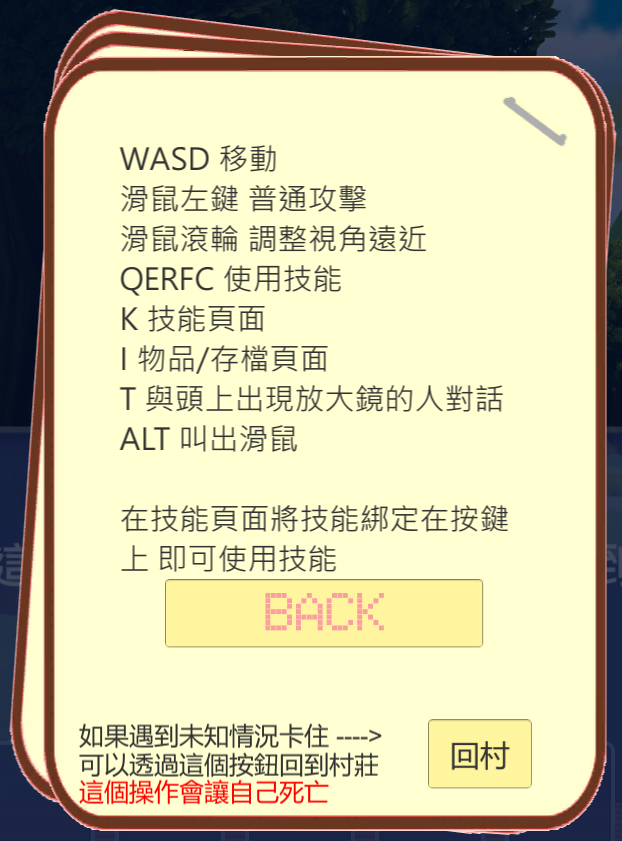 WASD 移動
滑鼠左鍵 普通攻擊
滑鼠滾輪 調整視角遠近
QERFC 使用技能
K 技能頁面
I 物品/存檔頁面
T 與頭上出現放大鏡的人對話
ALT 叫出滑鼠
在技能頁面將技能綁定在按鍵
上 即可使用技能
BACK
如果遇到未知情況卡住 ---->
可以透過這個按鈕回到村莊
這個操作會讓自己死亡
回村
這
到